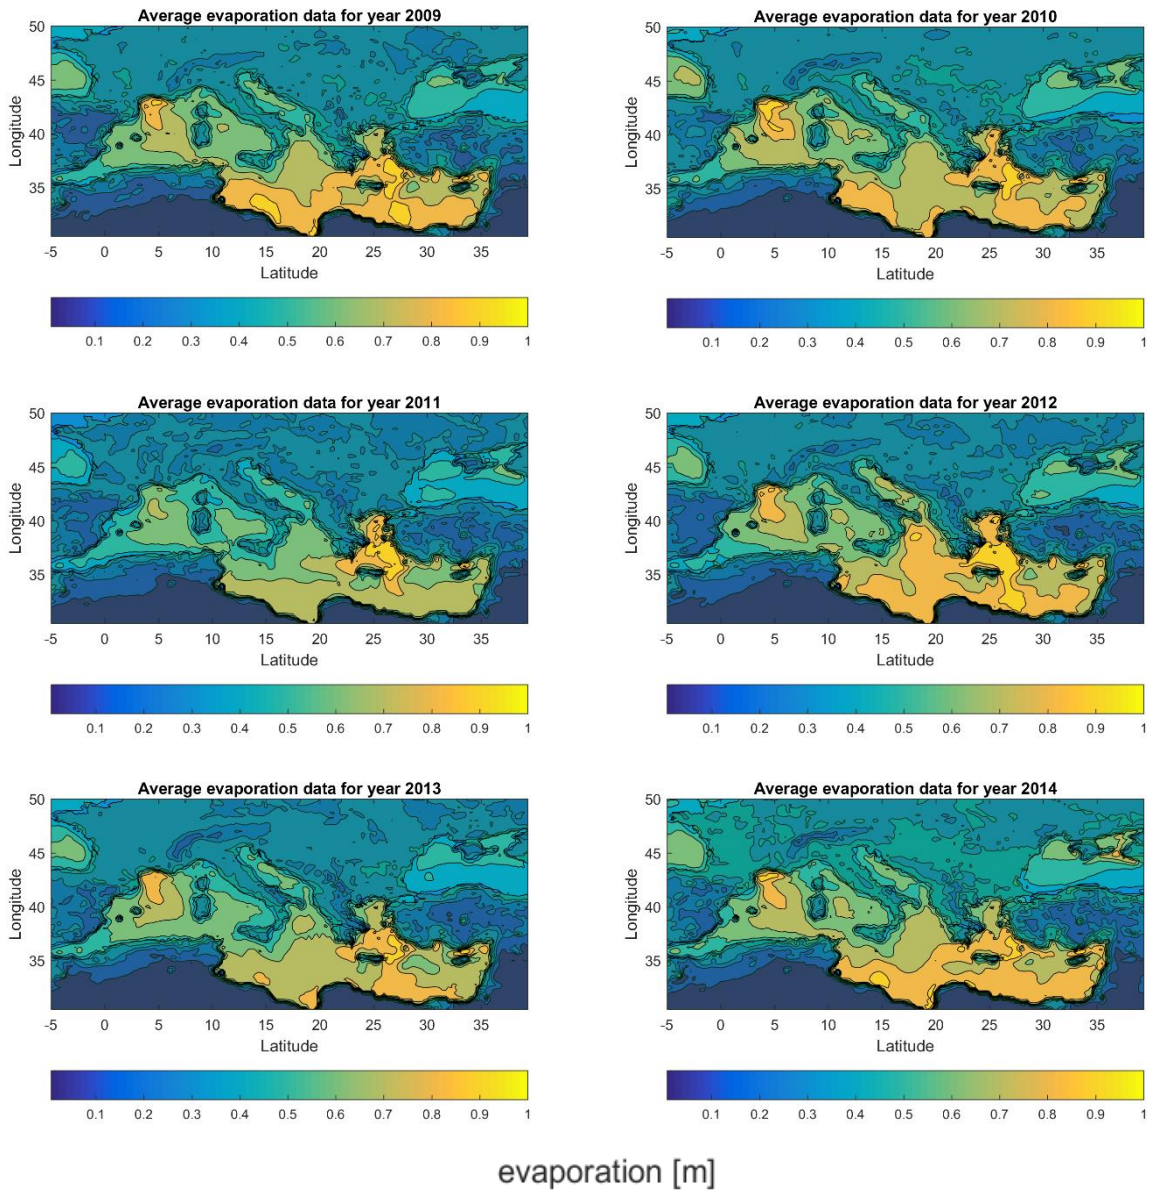 Average evaporation data for year 2009
50
45
40
35
Longitude
-5 0 5 10 15 20 25 30 35
Latitude
0.1 0.2 0.3 0.4 0.5 0.6 0.7 0.8 0.9 1
Average evaporation data for year 2010
50
45
40
35
Longitude
-5 0 5 10 15 20 25 30 35
Latitude
0.1 0.2 0.3 0.4 0.5 0.6 0.7 0.8 0.9 1
Average evaporation data for year 2011
50
45
40
35
Longitude
-5 0 5 10 15 20 25 30 35
Latitude
0.1 0.2 0.3 0.4 0.5 0.6 0.7 0.8 0.9 1
Average evaporation data for year 2012
50
45
40
35
Longitude
-5 0 5 10 15 20 25 30 35
Latitude
0.1 0.2 0.3 0.4 0.5 0.6 0.7 0.8 0.9 1
Average evaporation data for year 2013
50
45
40
35
Longitude
-5 0 5 10 15 20 25 30 35
Latitude
0.1 0.2 0.3 0.4 0.5 0.6 0.7 0.8 0.9 1
Average evaporation data for year 2014
50
45
40
35
Longitude
-5 0 5 10 15 20 25 30 35
Latitude
0.1 0.2 0.3 0.4 0.5 0.6 0.7 0.8 0.9 1
evaporation [m]